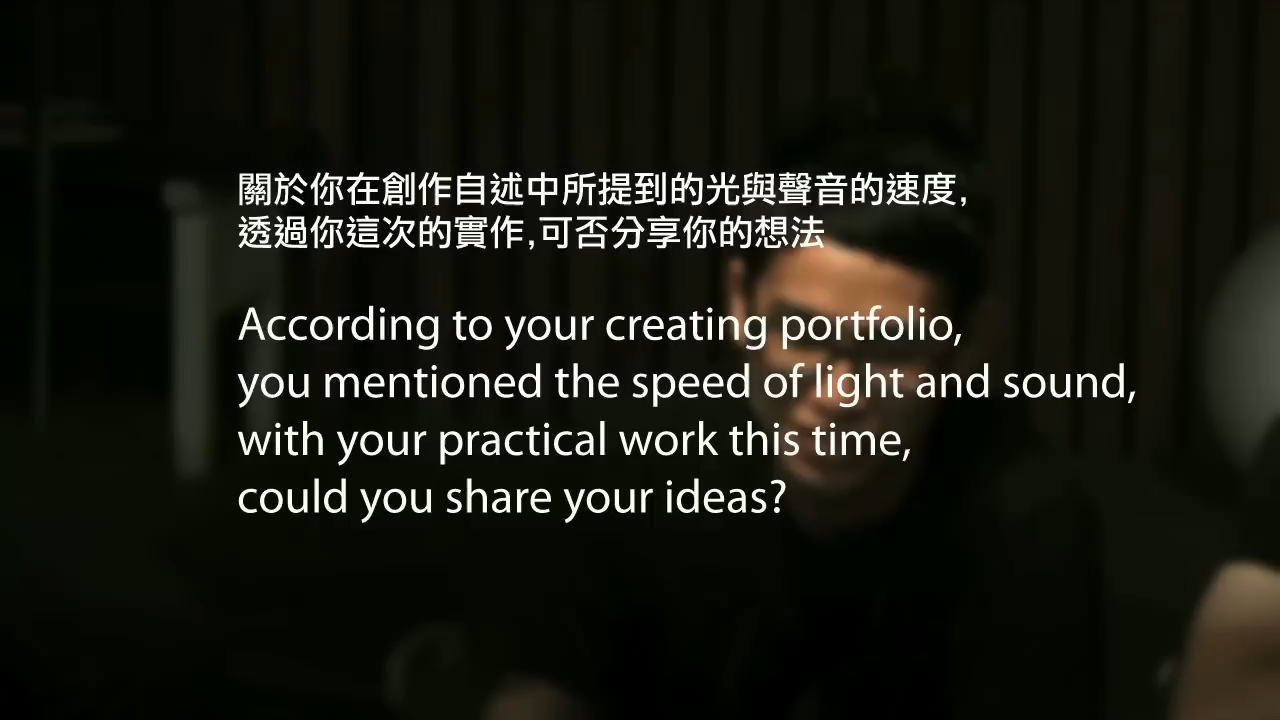 關於你在創作自述中所提到的光與聲音的速度,
透過你這次的實作,可否分享你的想法
According to your creating portfolio,
you mentioned the speed of light and sound,
with your practical work this time,
could you share your ideas?